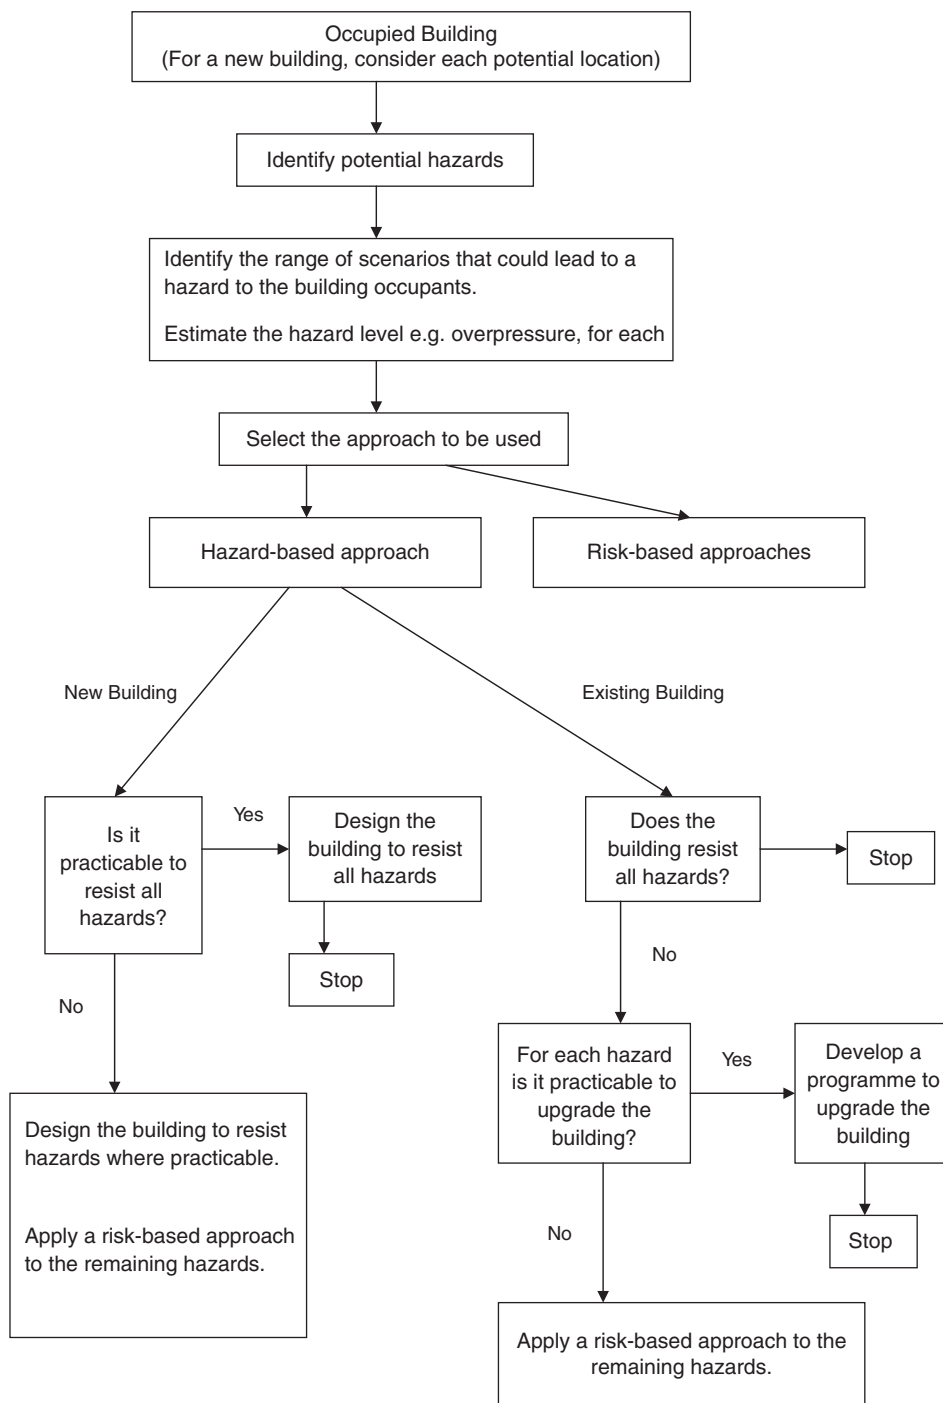 Occupied Building
(For a new building, consider each potential location)
Identify potential hazards
Identify the range of scenarios that could lead to a
hazard to the building occupants.
Estimate the hazard level e.g. overpressure, for each
Select the approach to be used
Hazard-based approach
Risk-based approaches
New Building
Existing Building
Is it
practicable to
resist all
hazards?
Yes
Design the
building to resist
all hazards
Stop
No
Design the building to resist
hazards where practicable.
Apply a risk-based approach
to the remaining hazards.
Does the
building resist
all hazards?
Stop
No
For each hazard
is it practicable to
upgrade the
building?
Yes
Develop a
programme to
upgrade the
building
Stop
No
Apply a risk-based approach to the
remaining hazards.